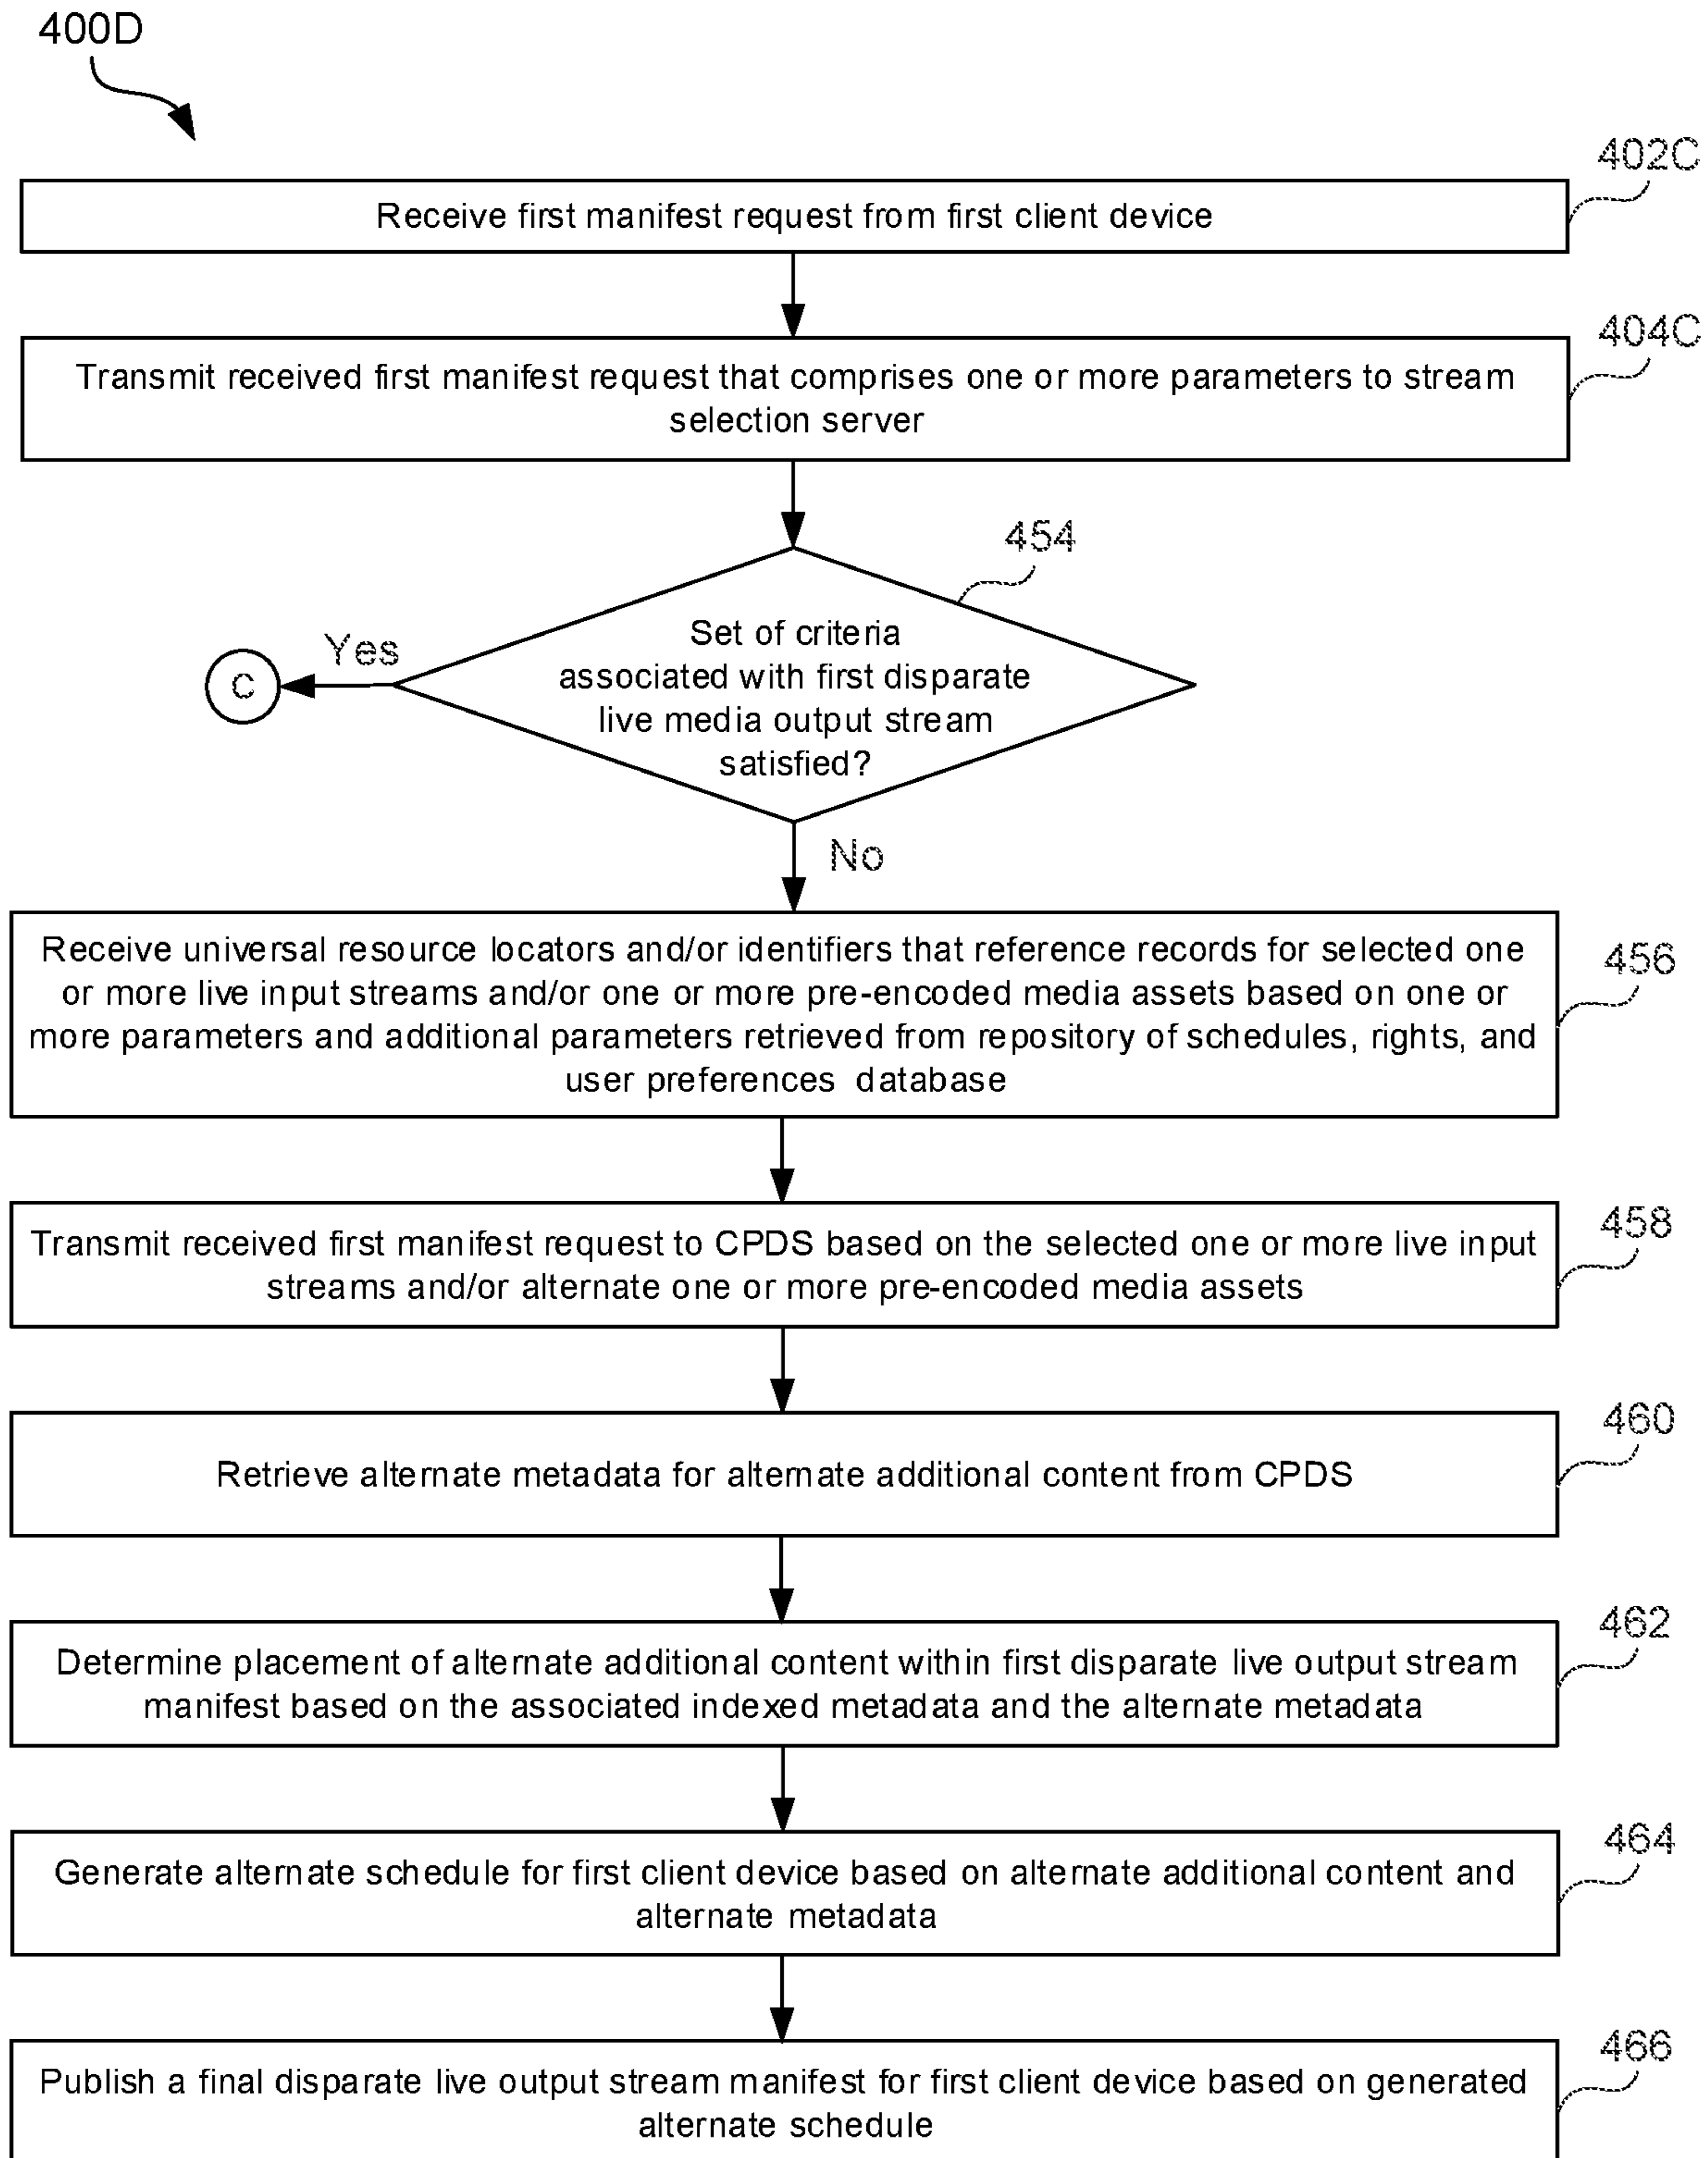 400D
402C
Receive first manifest request from first client device
404C
Transmit received first manifest request that comprises one or more parameters to stream
selection server
454
Set of criteria
associated with first disparate
live media output stream
satisfied?
Yes
C
No
456
Receive universal resource locators and/or identifiers that reference records for selected one
or more live input streams and/or one or more pre-encoded media assets based on one or
more parameters and additional parameters retrieved from repository of schedules, rights, and
user preferences database
458
Transmit received first manifest request to CPDS based on the selected one or more live input
streams and/or alternate one or more pre-encoded media assets
460
Retrieve alternate metadata for alternate additional content from CPDS
462
Determine placement of alternate additional content within first disparate live output stream
manifest based on the associated indexed metadata and the alternate metadata
464
Generate alternate schedule for first client device based on alternate additional content and
alternate metadata
466
Publish a final disparate live output stream manifest for first client device based on generated
alternate schedule